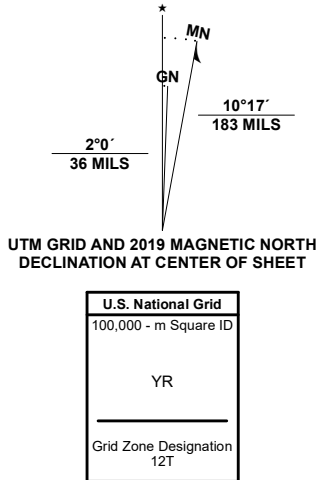 ★
MN
GN
10°17´
183 MILS
2°0´
36 MILS
UTM GRID AND 2019 MAGNETIC NORTH
DECLINATION AT CENTER OF SHEET
U.S. National Grid
100,000 - m Square ID
YR
Grid Zone Designation
12T